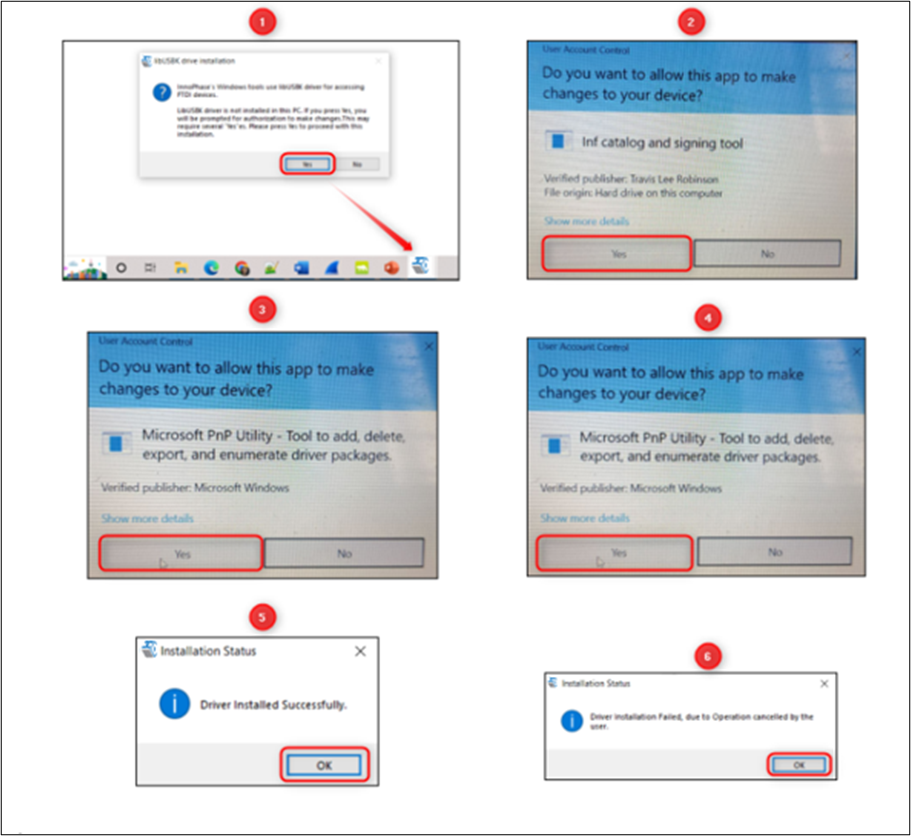 1
libUSBK drive installation
InnoPhase's Windows tools use libUSBK driver for accessing
FTDI devices.
LibUSBK driver is not installed in this PC. If you press Yes, you
will be prompted for authorization to make changes.This may
require several 'Yes'es. Please press Yes to proceed with this
installation.
Yes
No
2
User Account Control
Do you want to allow this app to make
changes to your device?
Inf catalog and signing tool
Verified publisher: Travis Lee Robinson
File origin: Hard drive on this computer
Show more details
Yes
No
3
User Account Control
Do you want to allow this app to make
changes to your device?
Microsoft PnP Utility - Tool to add, delete,
export, and enumerate driver packages.
Verified publisher: Microsoft Windows
Show more details
Yes
No
4
User Account Control
Do you want to allow this app to make
changes to your device?
Microsoft PnP Utility - Tool to add, delete,
export, and enumerate driver packages.
Verified publisher: Microsoft Windows
Show more details
Yes
No
5
Installation Status
Driver Installed Successfully.
OK
6
Installation Status
Driver Installation Failed, due to Operation cancelled by the
user.
OK